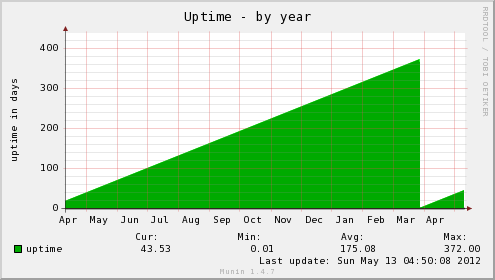 Uptime - by year
RRDTOOL / TOBI OETIKER
uptime in days
400
300
200
100
0
Apr May Jun Jul Aug Sep Oct Nov Dec Jan Feb Mar Apr
Cur: Min: Avg: Max:
uptime 43.53 0.01 175.08 372.00
Last update: Sun May 13 04:50:08 2012
Munin 1.4.7